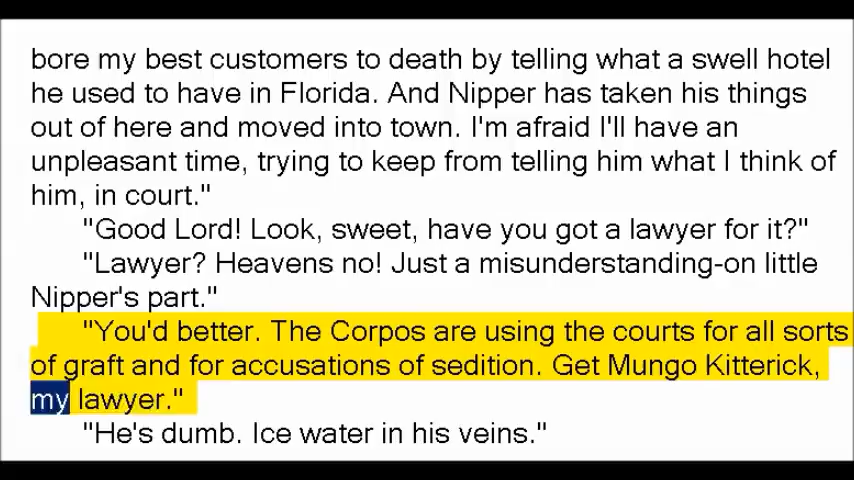 bore my best customers to death by telling what a swell hotel
he used to have in Florida. And Nipper has taken his things
out of here and moved into town. I'm afraid I'll have an
unpleasant time, trying to keep from telling him what I think of
him, in court."
"Good Lord! Look, sweet, have you got a lawyer for it?"
"Lawyer? Heavens no! Just a misunderstanding-on little
Nipper's part."
"You'd better. The Corpos are using the courts for all sorts
of graft and for accusations of sedition. Get Mungo Kitterick,
my lawyer."
"He's dumb. Ice water in his veins."